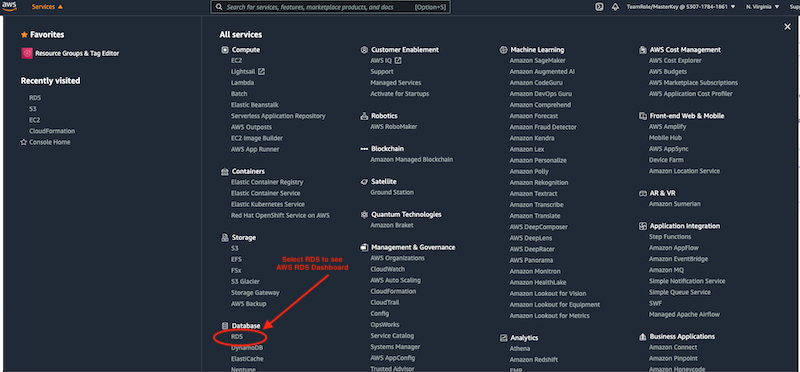 aws
Services
Search for services, features, marketplace products, and docs
[Option+S]
TeamRole/MasterKey @ 5307-1784-1861
N. Virginia
Supp
Favorites
Resource Groups & Tag Editor
Recently visited
RDS
S3
EC2
CloudFormation
Console Home
All services
Compute
EC2
Lightsail
Lambda
Batch
Elastic Beanstalk
Serverless Application Repository
AWS Outposts
EC2 Image Builder
AWS App Runner
Containers
Elastic Container Registry
Elastic Container Service
Elastic Kubernetes Service
Red Hat OpenShift Service on AWS
Storage
S3
EFS
FSx
S3 Glacier
Storage Gateway
AWS Backup
Select RDS to see
AWS RDS Dashboard
Database
RDS
DynamoDB
ElastiCache
Neptune
Customer Enablement
AWS IQ
Support
Managed Services
Activate for Startups
Robotics
AWS RoboMaker
Blockchain
Amazon Managed Blockchain
Satellite
Ground Station
Quantum Technologies
Amazon Braket
Management & Governance
AWS Organizations
CloudWatch
AWS Auto Scaling
CloudFormation
CloudTrail
Config
OpsWorks
Service Catalog
Systems Manager
AWS AppConfig
Trusted Advisor
Machine Learning
Amazon SageMaker
Amazon Augmented AI
Amazon CodeGuru
Amazon DevOps Guru
Amazon Comprehend
Amazon Forecast
Amazon Fraud Detector
Amazon Kendra
Amazon Lex
Amazon Personalize
Amazon Polly
Amazon Rekognition
Amazon Textract
Amazon Transcribe
Amazon Translate
AWS DeepComposer
AWS DeepLens
AWS DeepRacer
AWS Panorama
Amazon Monitron
Amazon HealthLake
Amazon Lookout for Vision
Amazon Lookout for Equipment
Amazon Lookout for Metrics
Analytics
Athena
Amazon Redshift
EMR
AWS Cost Management
AWS Cost Explorer
AWS Budgets
AWS Marketplace Subscriptions
AWS Application Cost Profiler
Front-end Web & Mobile
AWS Amplify
Mobile Hub
AWS AppSync
Device Farm
Amazon Location Service
AR & VR
Amazon Sumerian
Application Integration
Step Functions
Amazon AppFlow
Amazon EventBridge
Amazon MQ
Simple Notification Service
Simple Queue Service
SWF
Managed Apache Airflow
Business Applications
Amazon Connect
Amazon Pinpoint
Amazon Honeycode